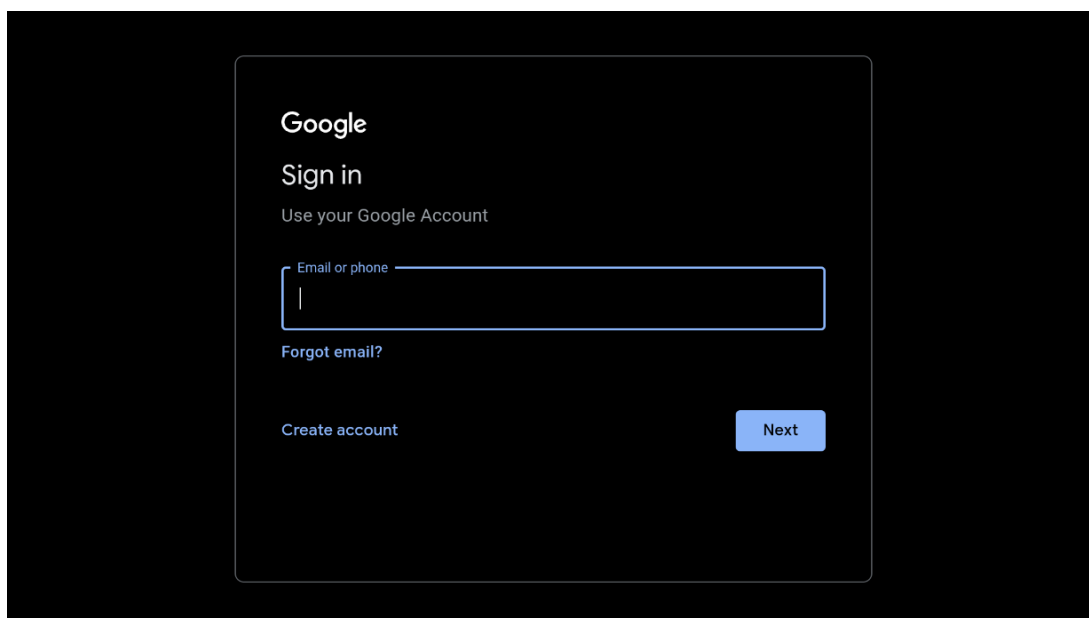 Google
Sign in
Use your Google Account
Email or phone
Forgot email?
Create account
Next